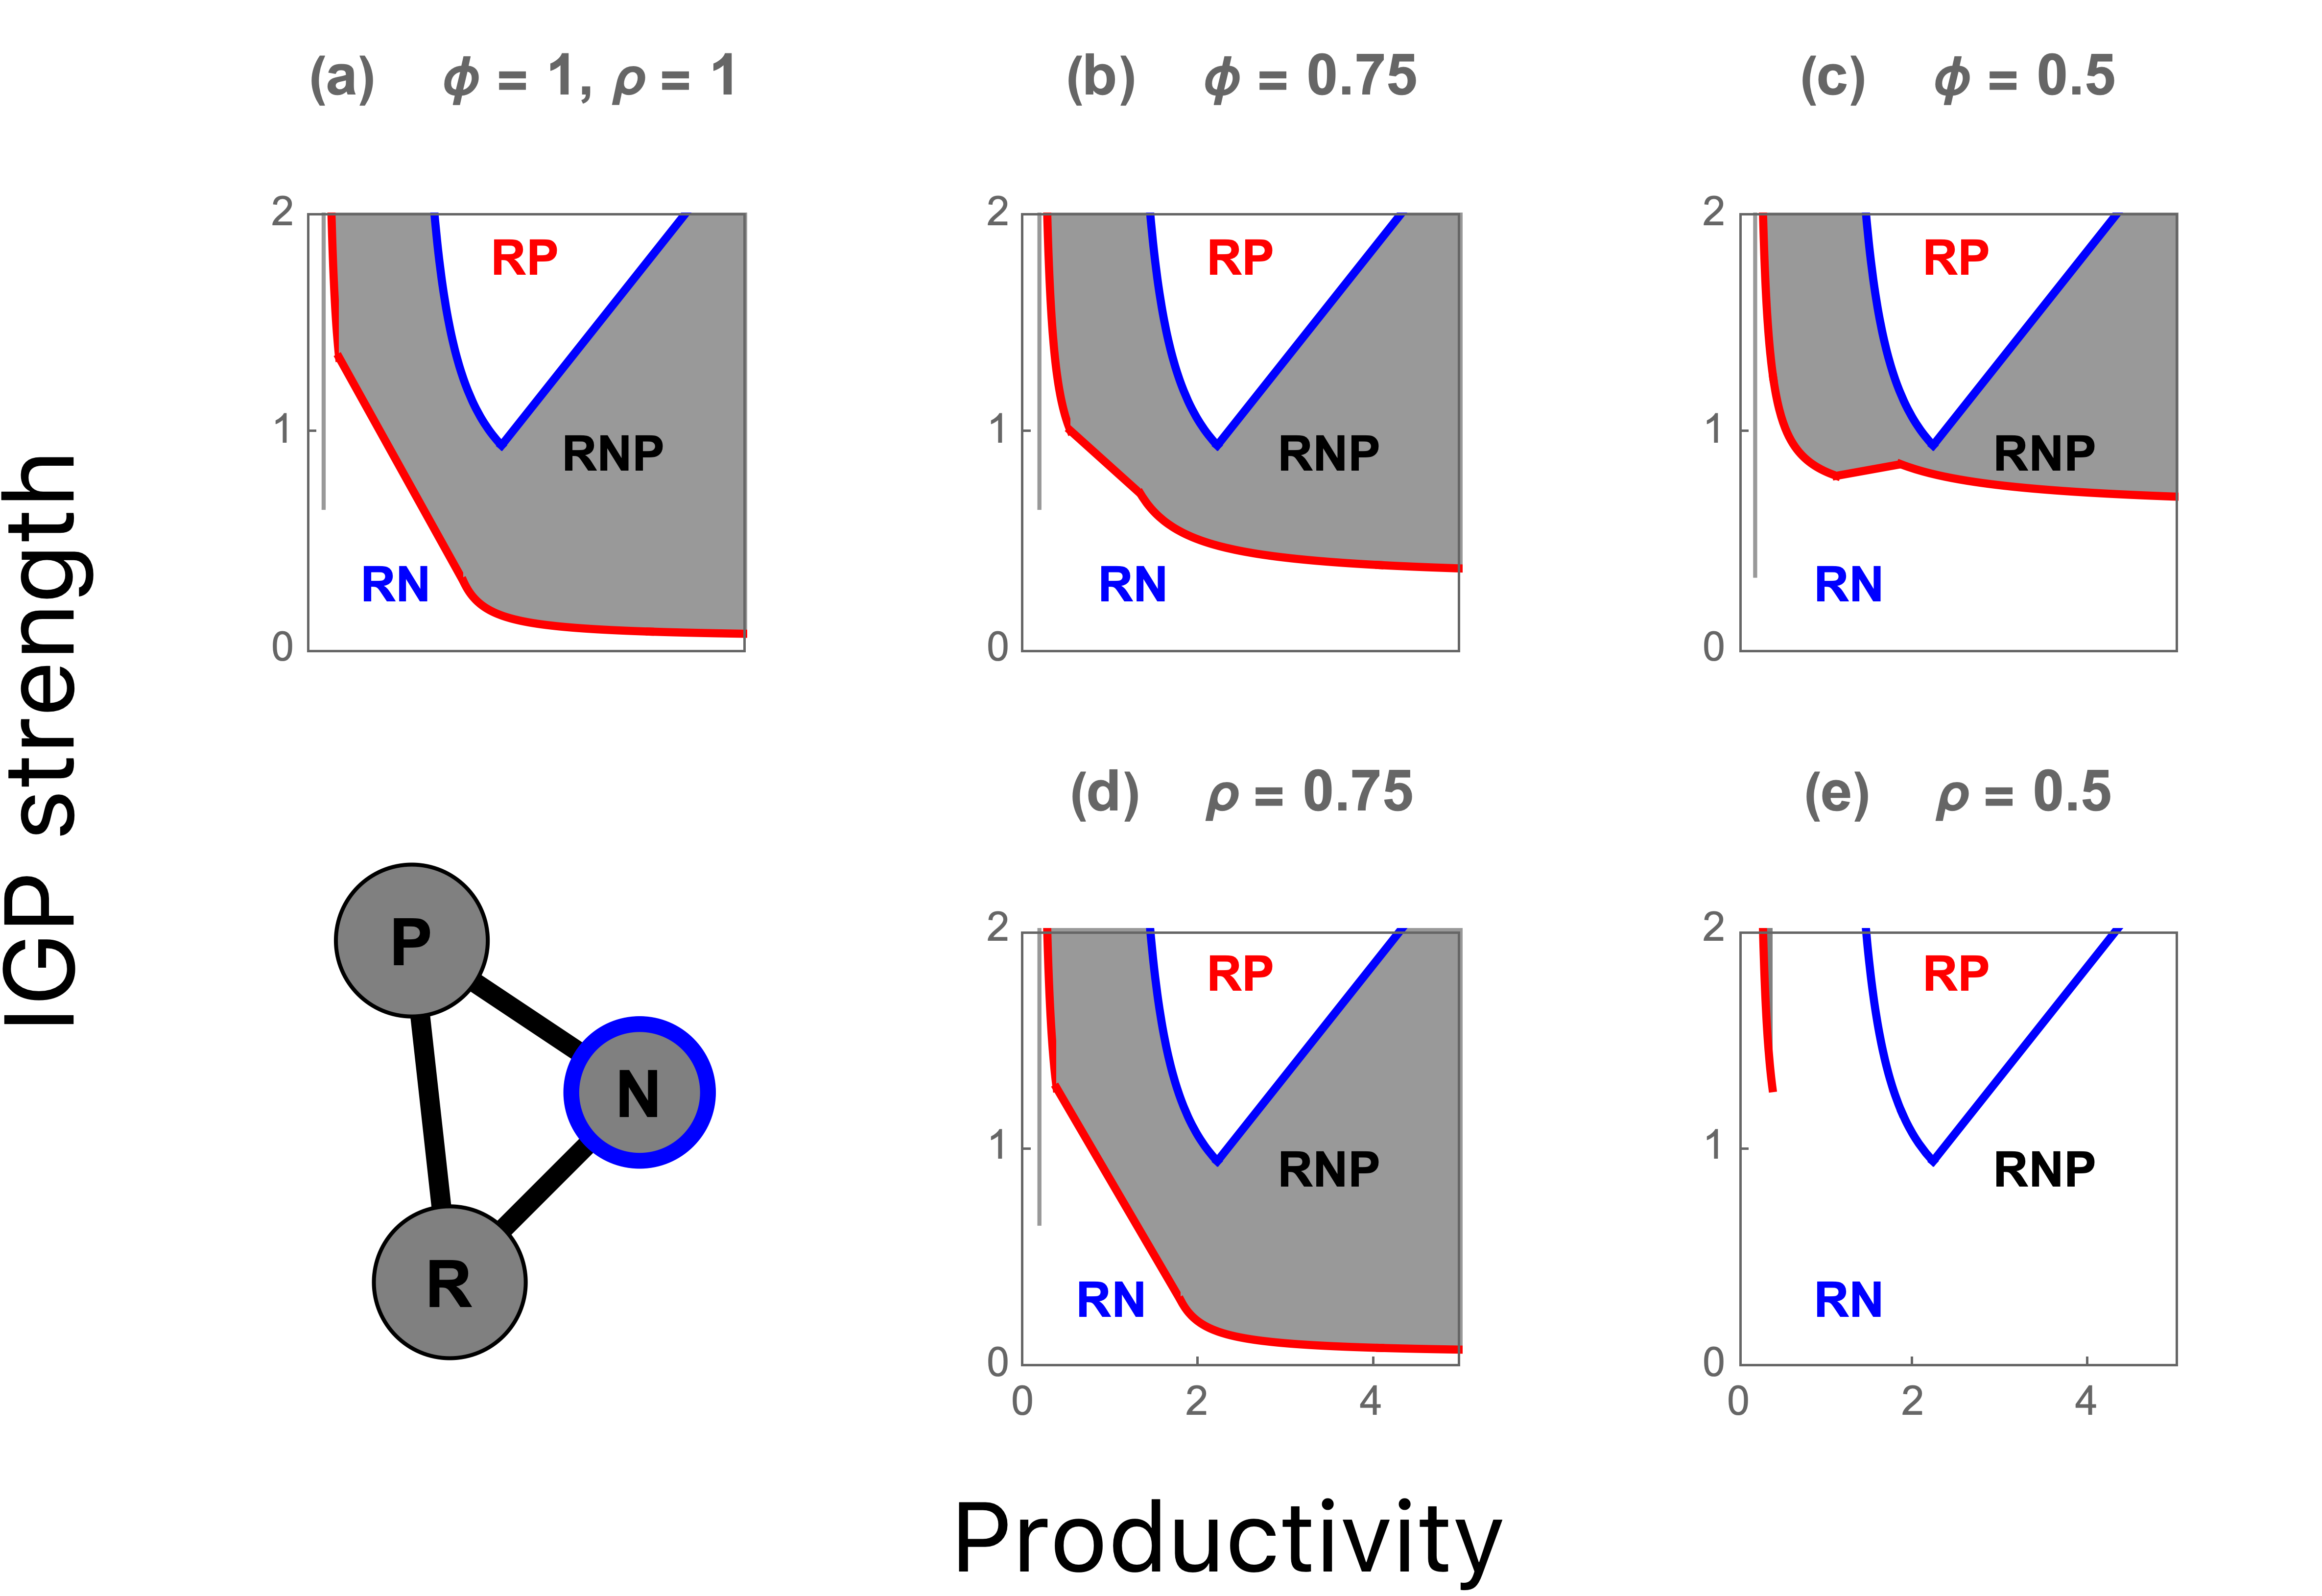 (a) ϕ = 1, ρ = 1
(b) ϕ = 0.75
(c) ϕ = 0.5
2
1
0
RP
RNP
RN
2
1
0
RP
RNP
RN
2
1
0
RP
RNP
RN
IGP strength
P
N
R
(d) ρ = 0.75
(e) ρ = 0.5
2
1
0
RP
RNP
RN
0 2 4
2
1
0
RP
RNP
RN
0 2 4
Productivity